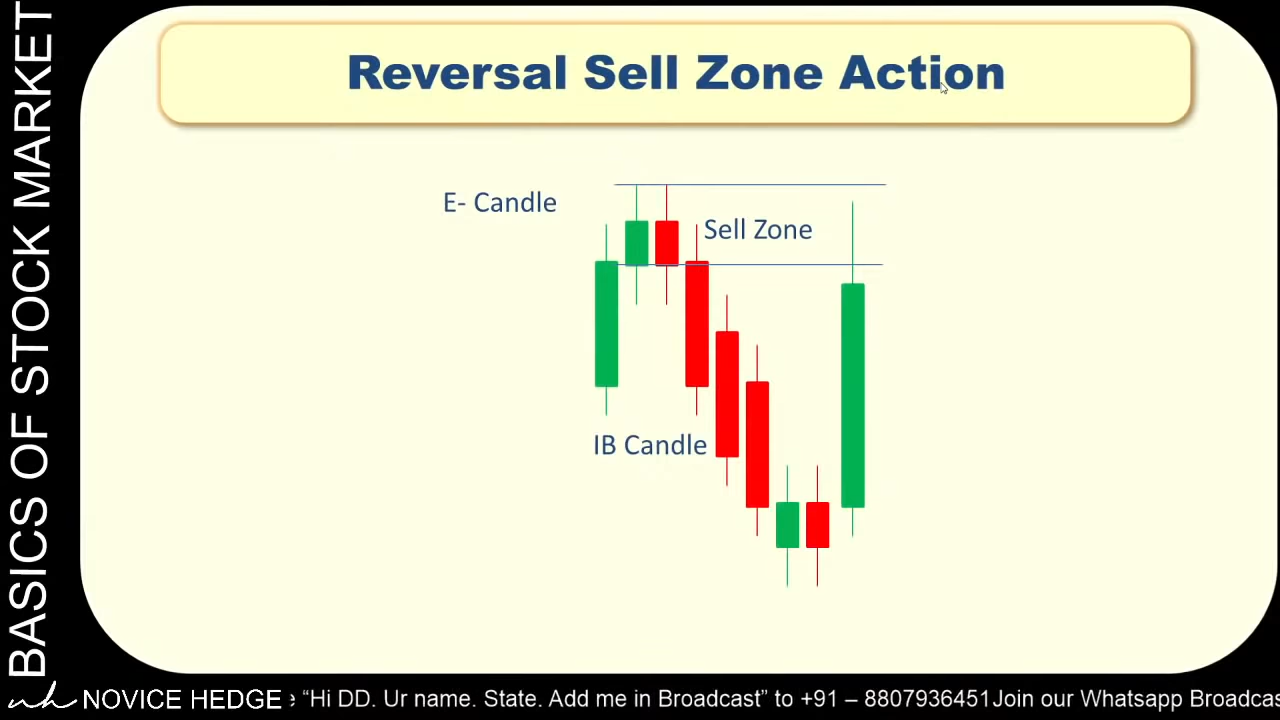 BASICS OF STOCK MARKET
Reversal Sell Zone Action
E- Candle
Sell Zone
IB Candle
NOVICE HEDGE
“Hi DD. Ur name. State. Add me in Broadcast” to +91 – 8807936451Join our Whatsapp Broadcas